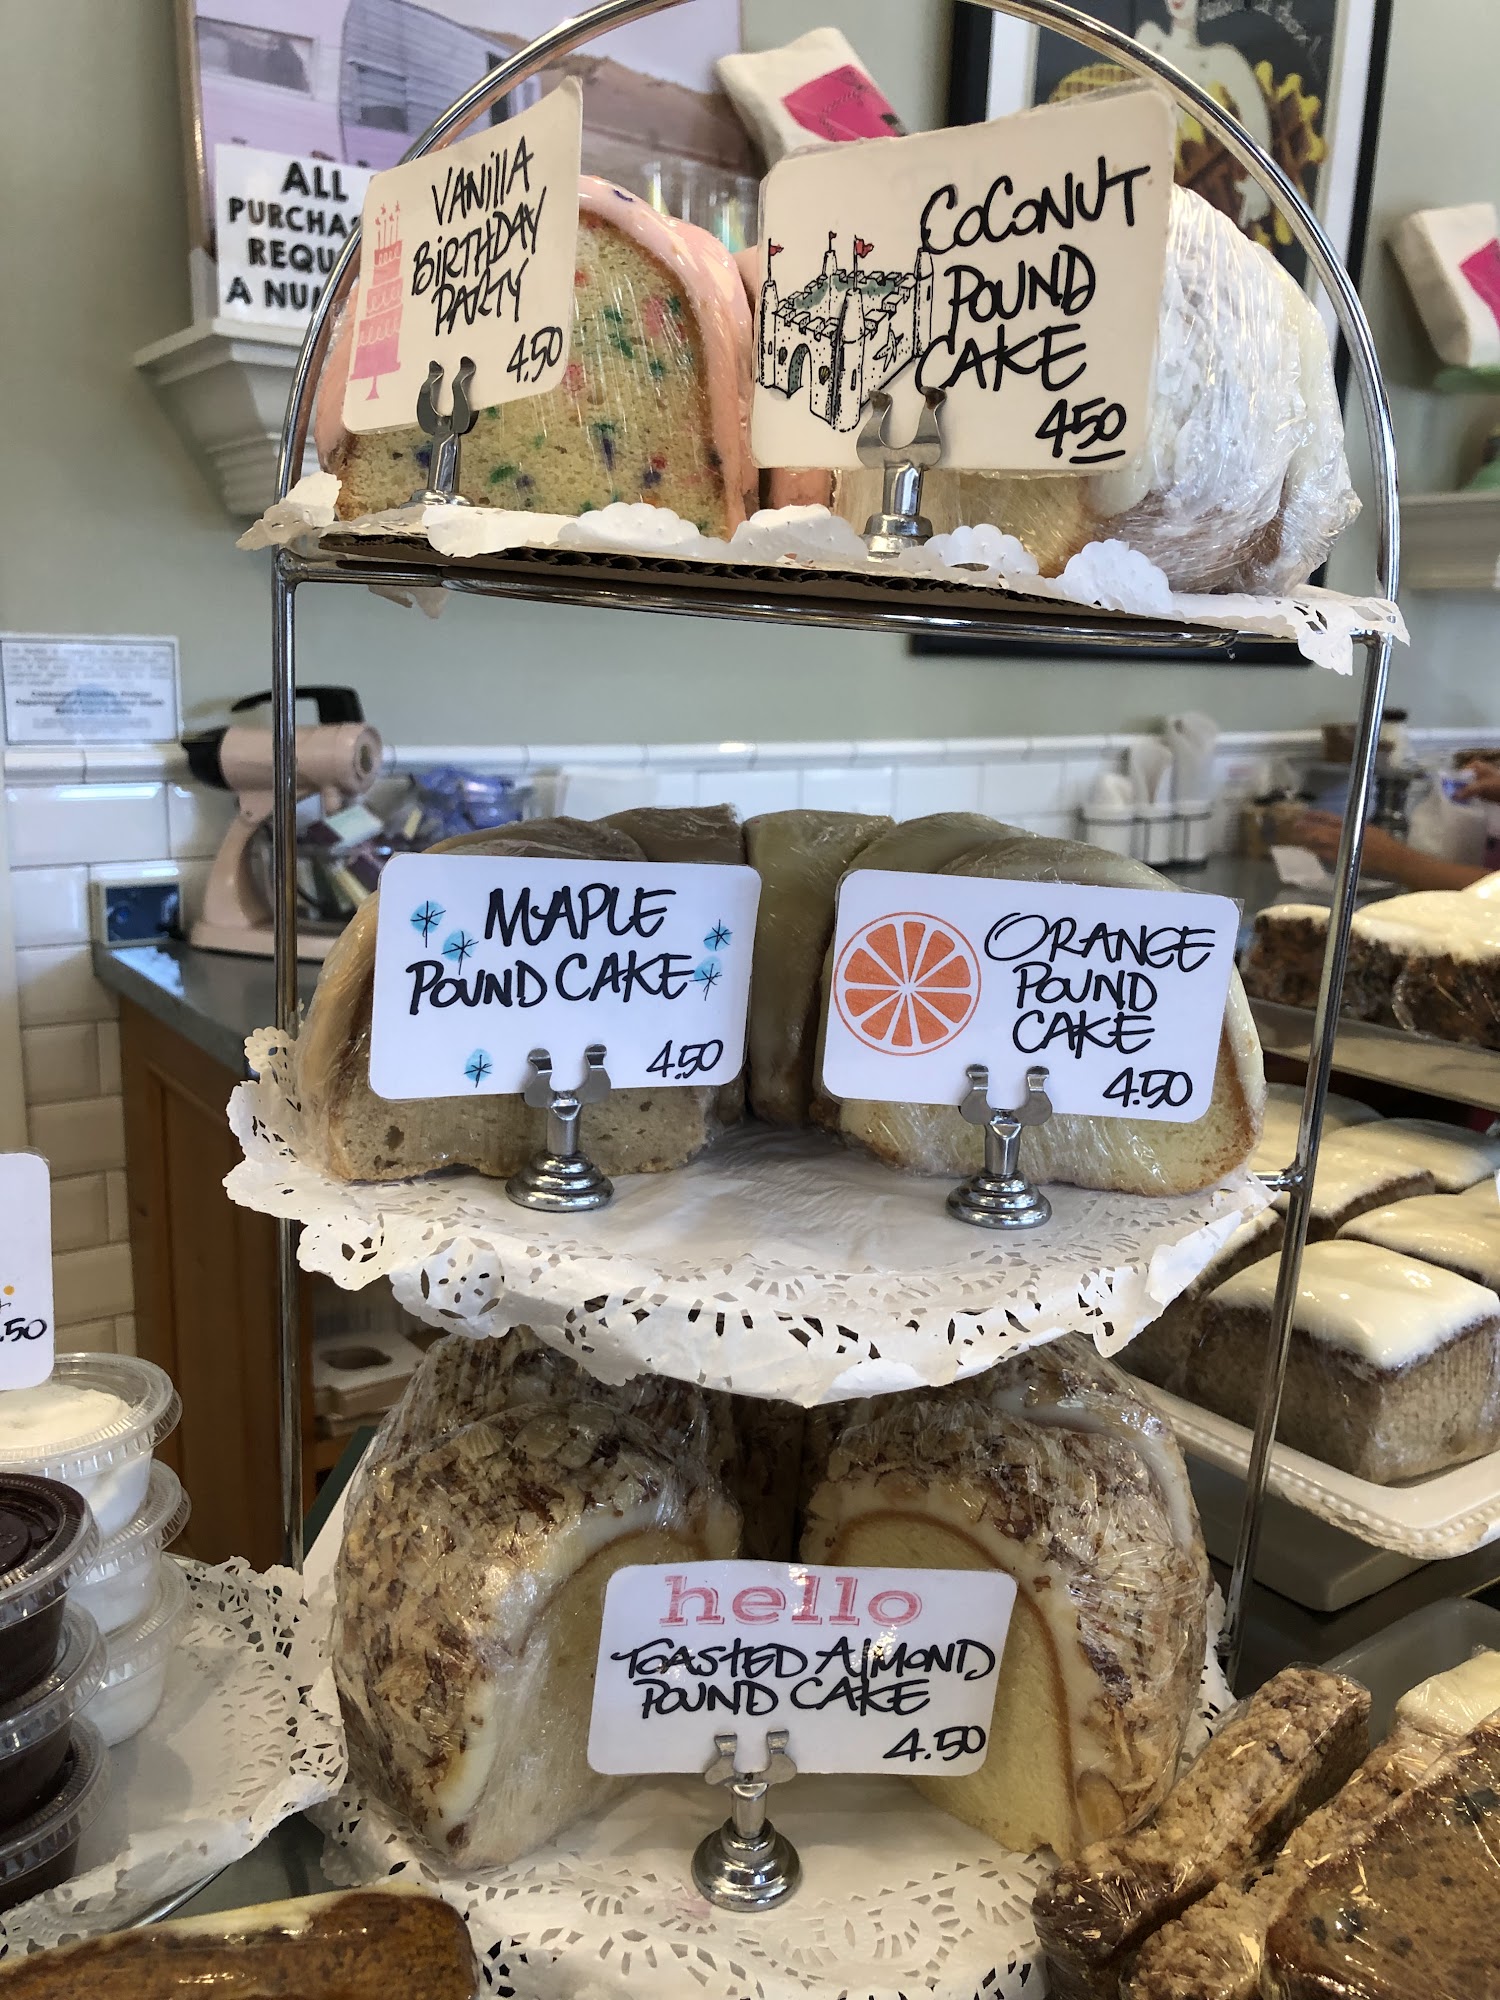 ALL
REQU
A NU
VANIllA
BIRTHDAY
PARTY
4.50
COCONUT
POUND
CAKE
4.50
MAPLE
POUND CAKE
4.50
ORANGE
POUND
CAKE
4.50
.50
hello
TOASTED AlMOND
POUND CAKE
4.50